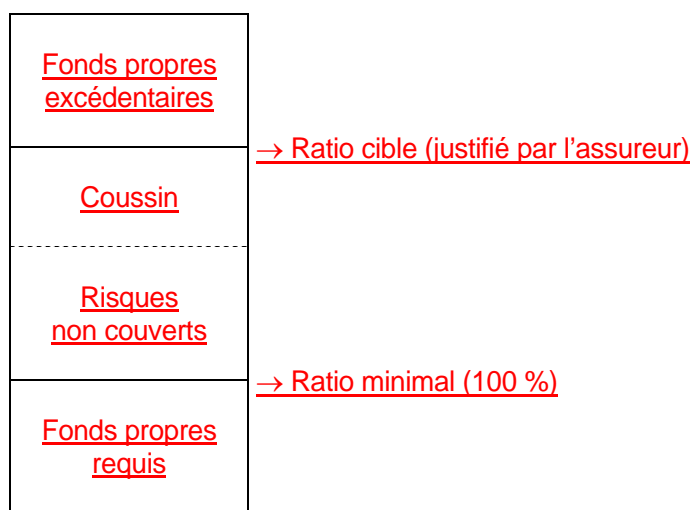 Fonds propres
excédentaires
→ Ratio cible (justifié par l'assureur)
Coussin
Risques
non couverts
→ Ratio minimal (100 %)
Fonds propres
requis